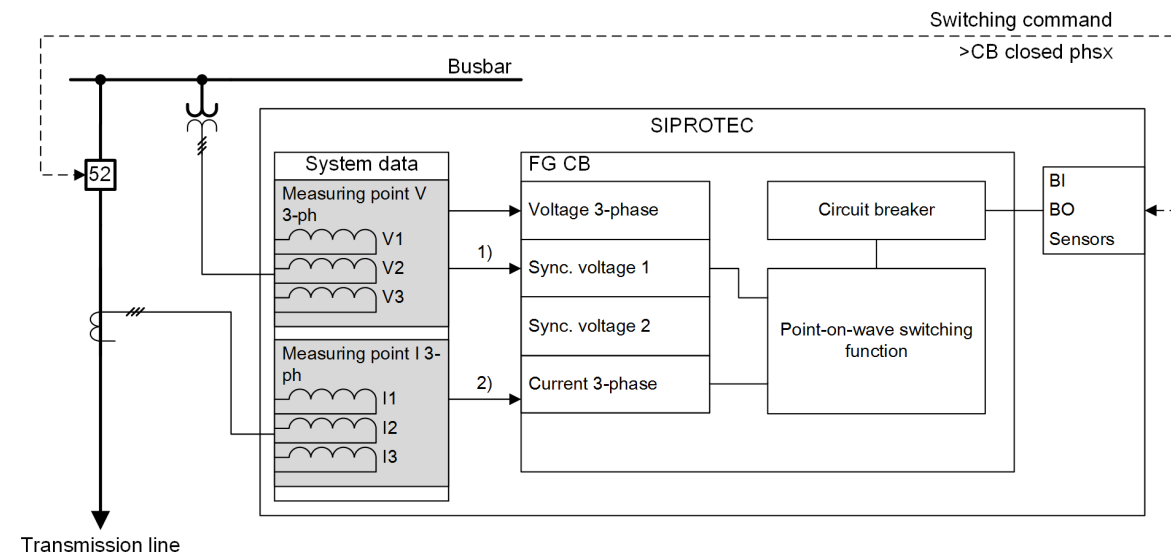 Switching command
>CB closed phsx
Busbar
SIPROTEC
52
System data
Measuring point V
3-ph
V1
V2
V3
Measuring point I 3-
ph
I1
I2
I3
1)
2)
FG CB
Voltage 3-phase
Sync. voltage 1
Sync. voltage 2
Current 3-phase
Circuit breaker
Point-on-wave switching
function
BI
BO
Sensors
Transmission line